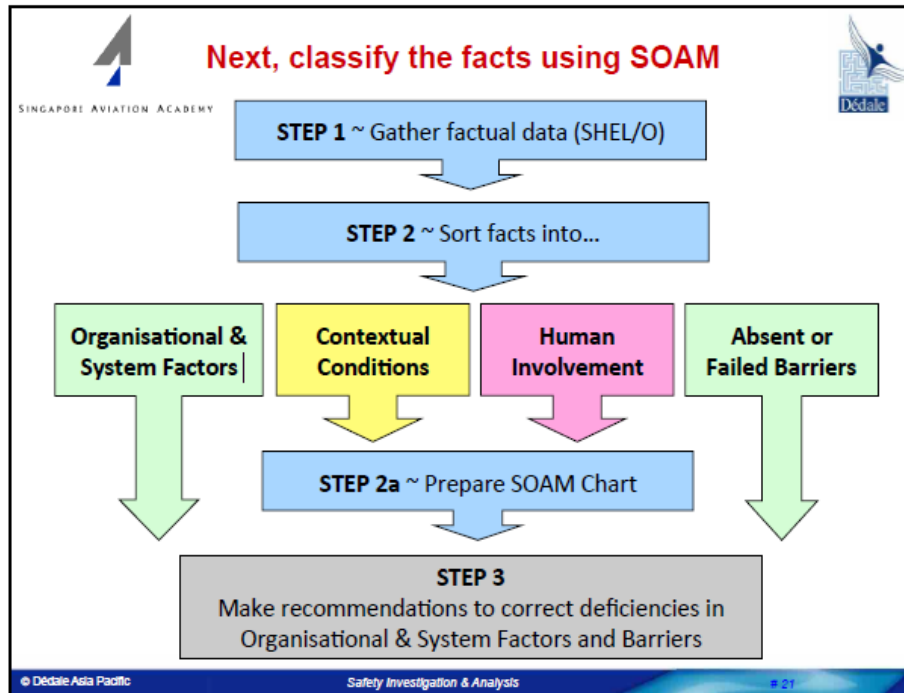 Next, classify the facts using SOAM
SINGAPORE AVIATION ACADEMY
Dédale
STEP 1 ~ Gather factual data (SHEL/O)
STEP 2 ~ Sort facts into...
Organisational &
System Factors
Contextual
Conditions
Human
Involvement
Absent or
Failed Barriers
STEP 2a ~ Prepare SOAM Chart
STEP 3
Make recommendations to correct deficiencies in
Organisational & System Factors and Barriers
© Dédale Asia Pacific
Safety Investigation & Analysis
# 21